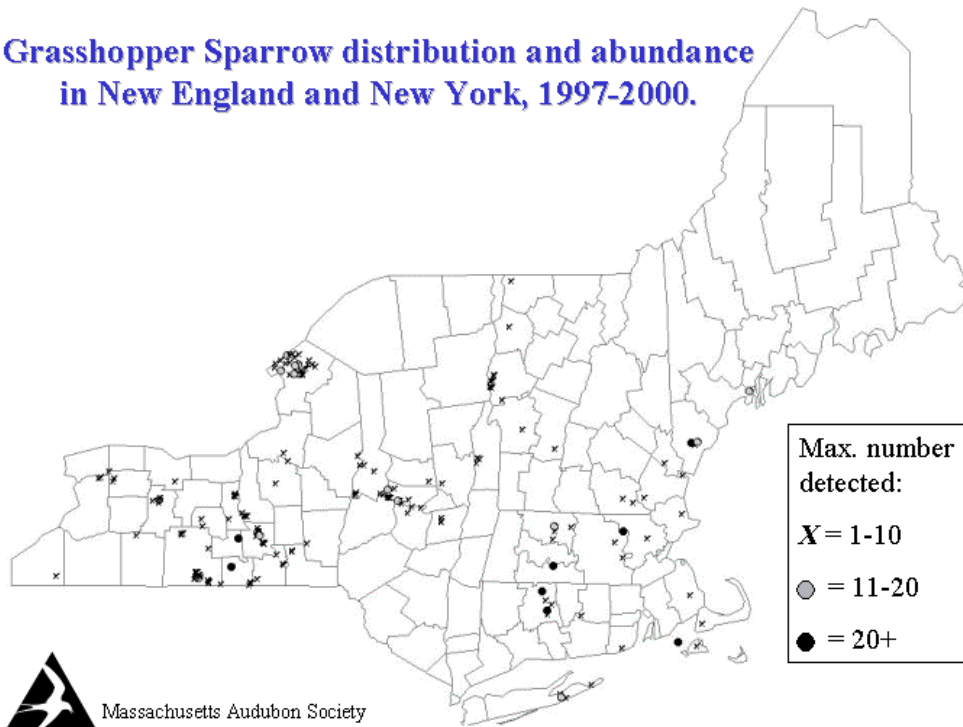 Grasshopper Sparrow distribution and abundance
in New England and New York, 1997-2000.
Max. number
detected:
X = 1-10
= 11-20
= 20+
Massachusetts Audubon Society